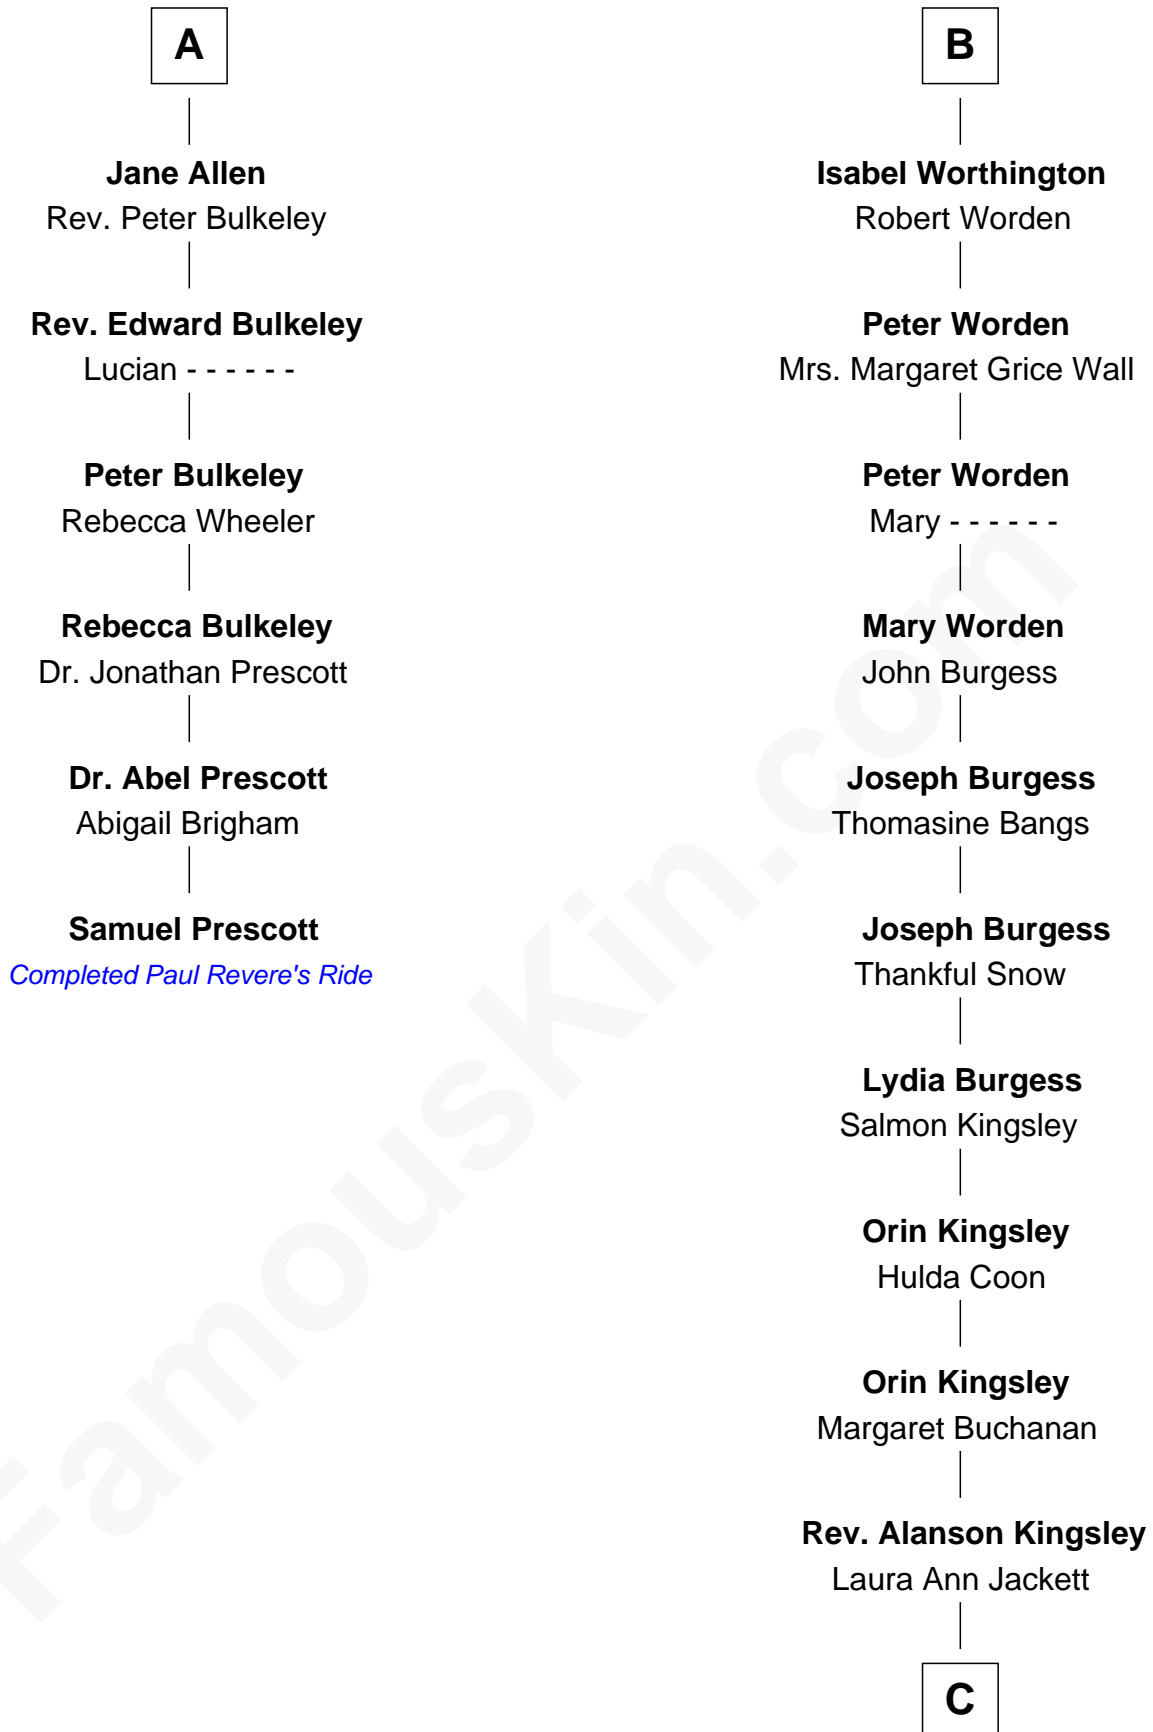 A
Jane Allen
Rev. Peter Bulkeley
Rev. Edward Bulkeley
Lucian - - - - - -
Peter Bulkeley
Rebecca Wheeler
Rebecca Bulkeley
Dr. Jonathan Prescott
Dr. Abel Prescott
Abigail Brigham
Samuel Prescott
Completed Paul Revere's Ride
B
Isabel Worthington
Robert Worden
Peter Worden
Mrs. Margaret Grice Wall
Peter Worden
Mary - - - - - -
Mary Worden
John Burgess
Joseph Burgess
Thomasine Bangs
Joseph Burgess
Thankful Snow
Lydia Burgess
Salmon Kingsley
Orin Kingsley
Hulda Coon
Orin Kingsley
Margaret Buchanan
Rev. Alanson Kingsley
Laura Ann Jackett
C
FamousKin.com